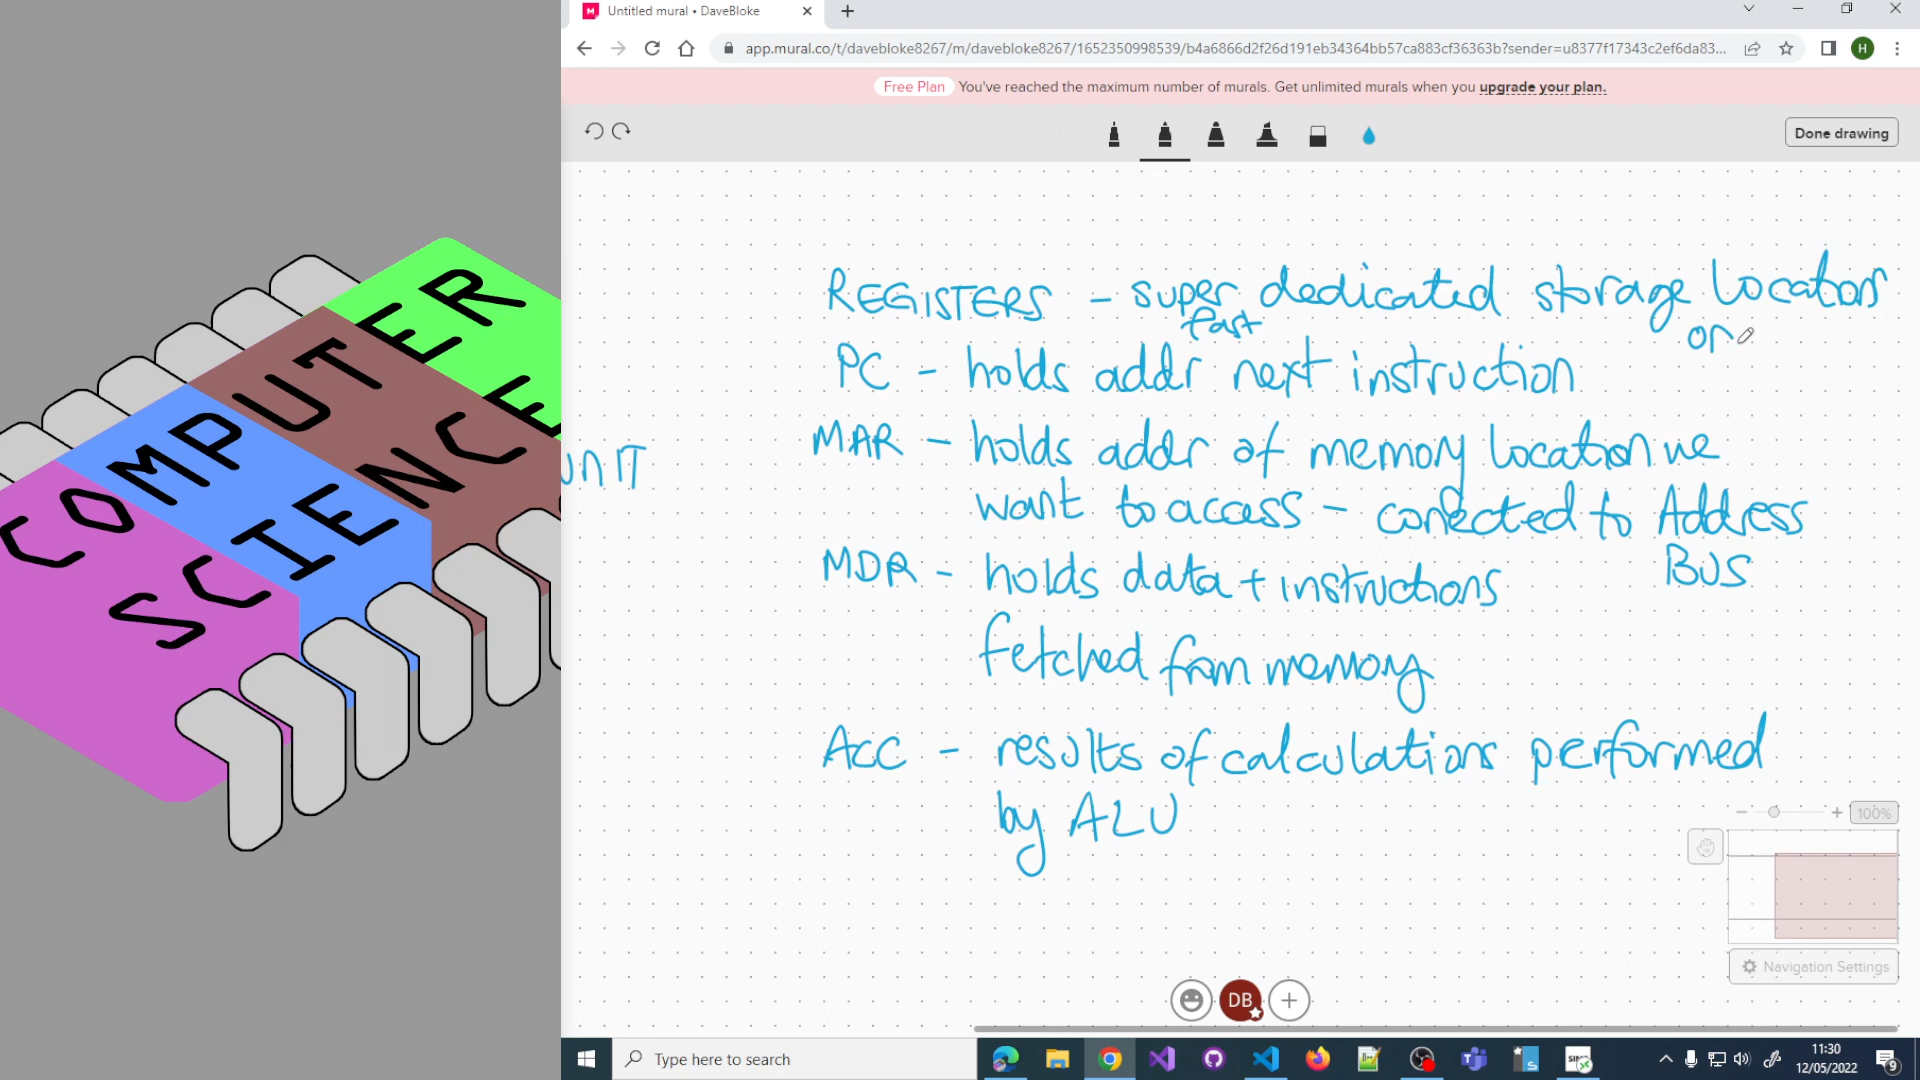 Untitled mural • DaveBloke
app.mural.co/t/davebloke8267/m/davebloke8267/1652350998539/b4a6866d2f26d191eb34364bb57ca883cf36363b?sender=u8377f17343c2ef6da83...
H
Free Plan You've reached the maximum number of murals. Get unlimited murals when you upgrade your plan.
Done drawing
COMPUTER
SCIENCE
UNIT
REGISTERS - super dedicated storage locations
fast
on
PC - holds addr next instruction
MAR - holds addr of memory location we
want to access - conected to Address
BUS
MDR - holds data + instructions
fetched from memory
ACC - results of calculations performed
by ALU
100%
Navigation Settings
DB
Type here to search
11:30
12/05/2022
9